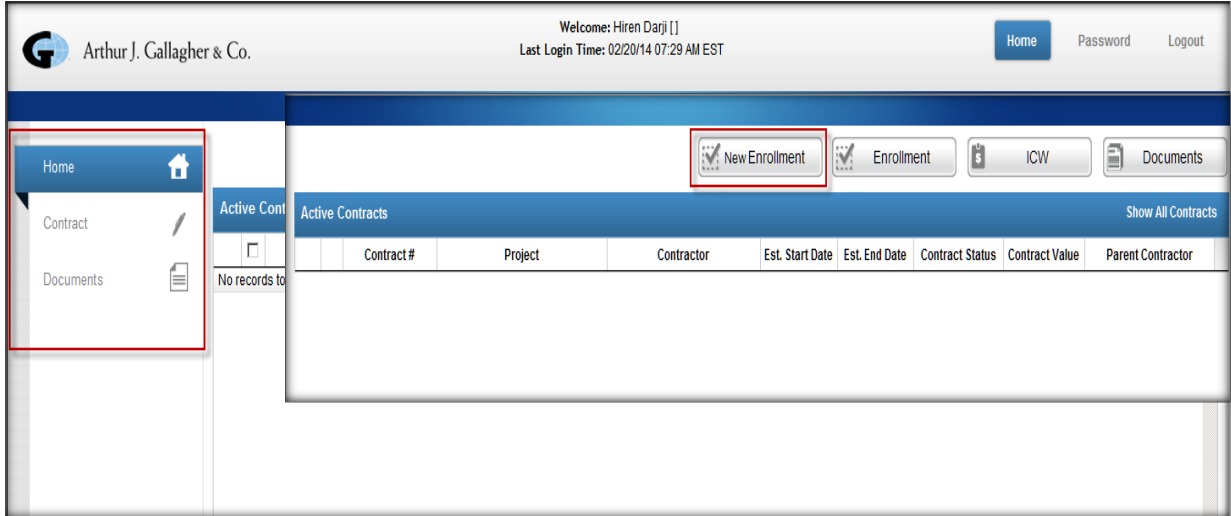 Welcome: Hiren Darji [ ]
Last Login Time: 02/20/14 07:29 AM EST
Arthur J. Gallagher & Co.
Home Password Logout
Home
Contract
Documents
New Enrollment Enrollment ICW Documents
Active Cont
No records to
Active Contracts Show All Contracts
Contract # Project Contractor Est. Start Date Est. End Date Contract Status Contract Value Parent Contractor